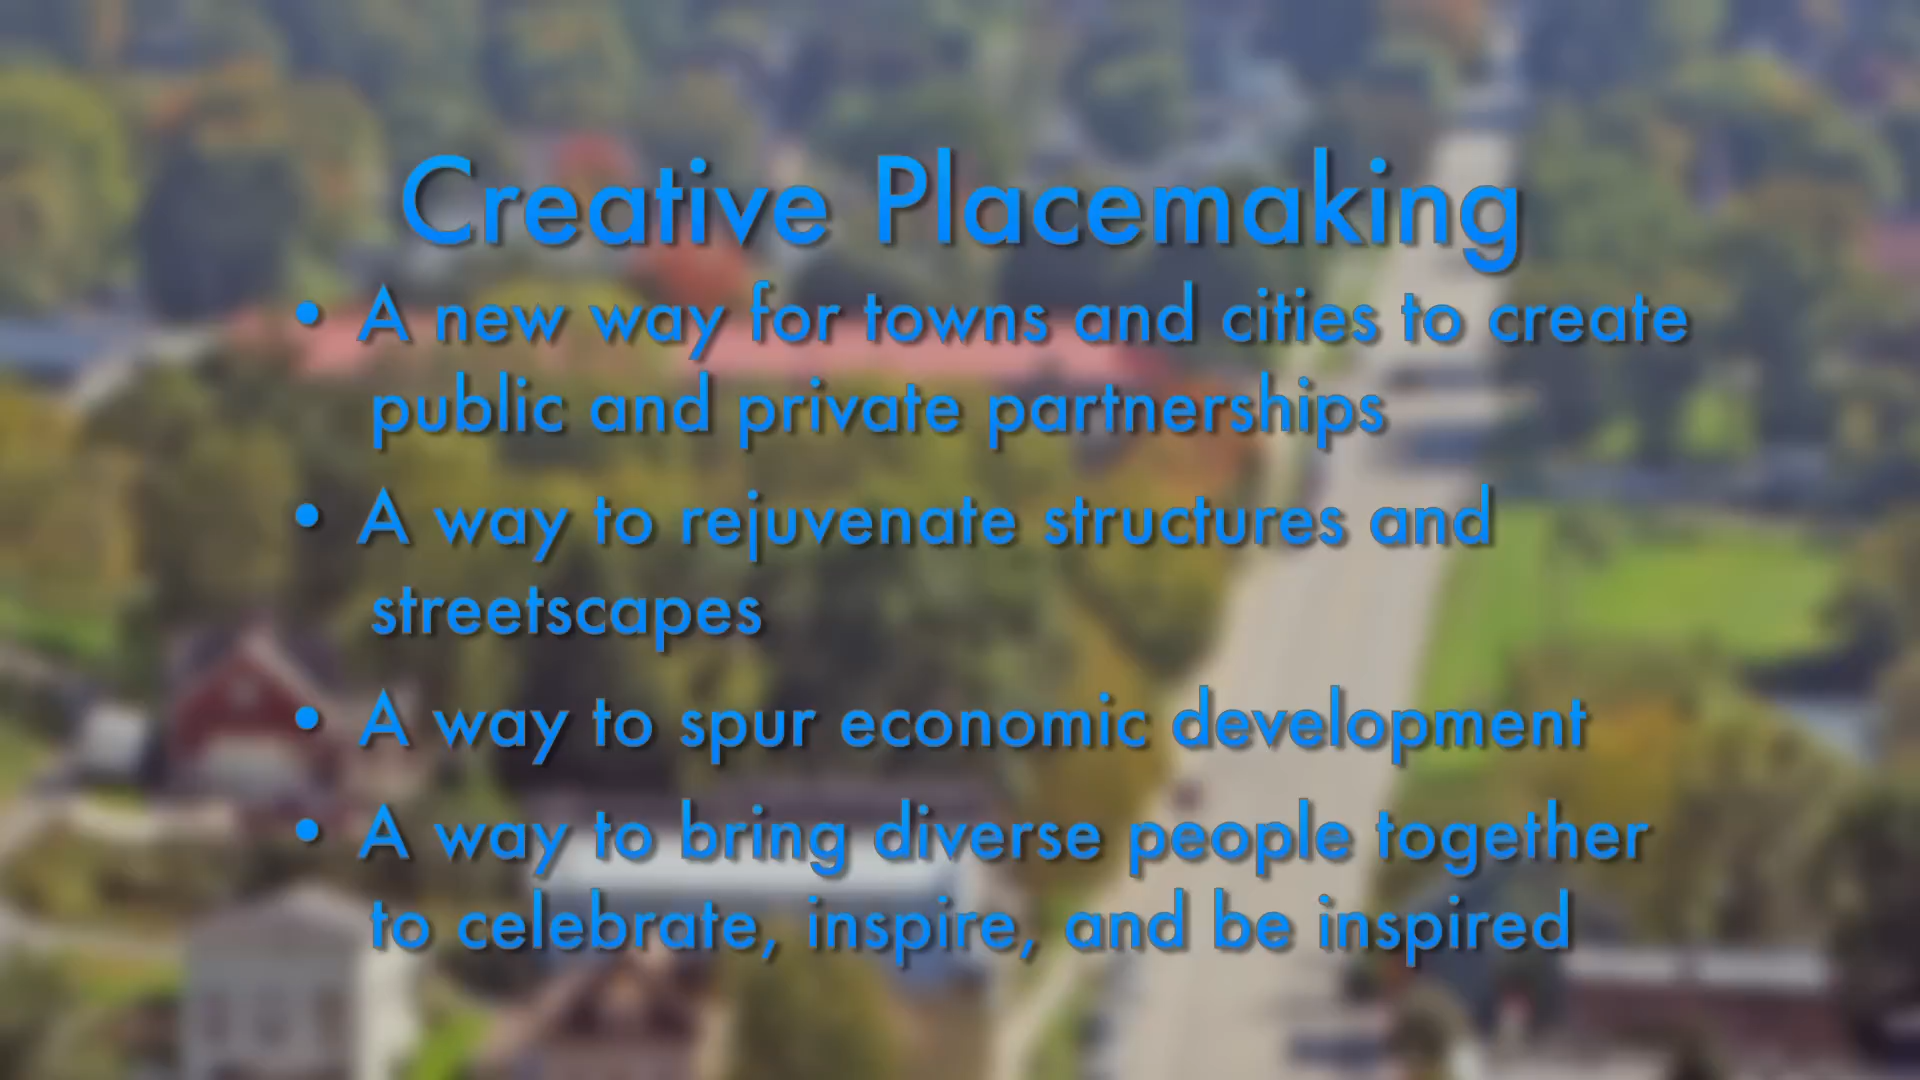 Creative Placemaking
• A new way for towns and cities to create
public and private partnerships
• A way to rejuvenate structures and
streetscapes
• A way to spur economic development
• A way to bring diverse people together
to celebrate, inspire, and be inspired